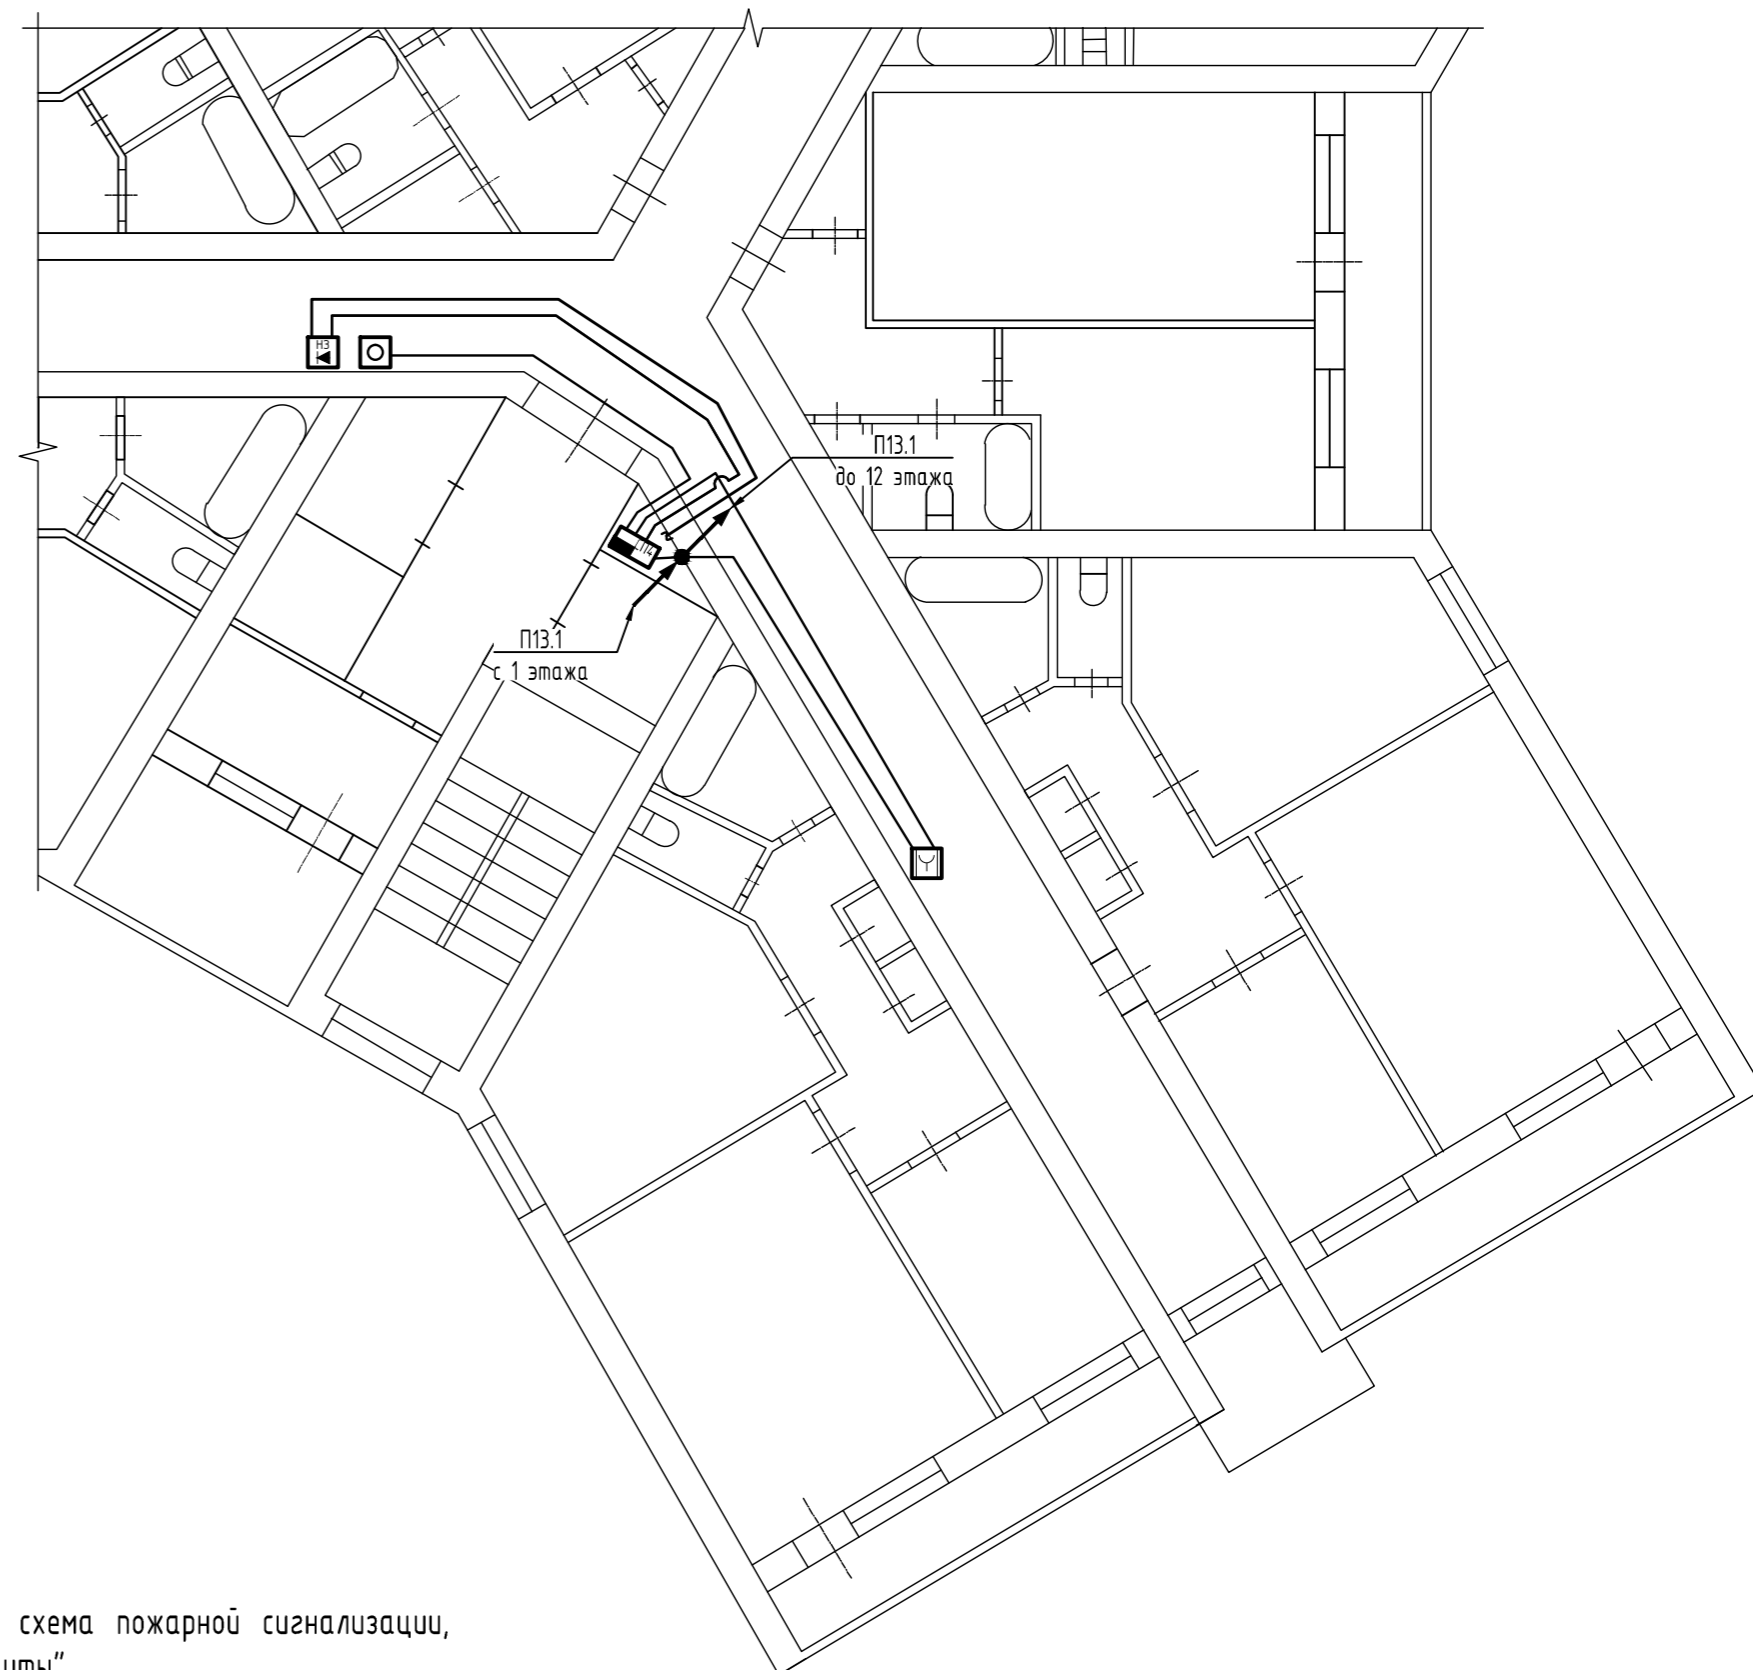 НЗ
П13.1
до 12 этажа
П13.1
с 1 этажа
схема пожарной сигнализации,